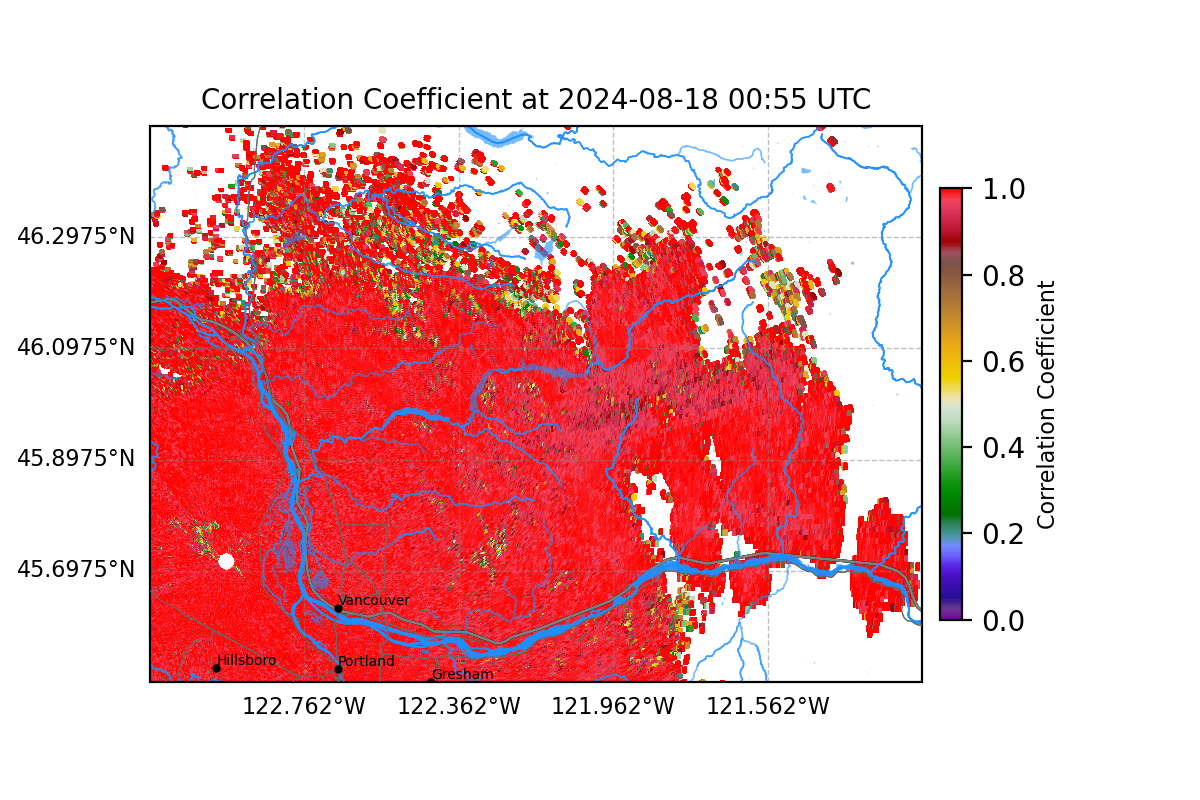 Correlation Coefficient at 2024-08-18 00:55 UTC
46.2975°N
46.0975°N
45.8975°N
45.6975°N
Vancouver
Hillsboro
Portland
Gresham
122.762°W
122.362°W
121.962°W
121.562°W
1.0
0.8
0.6
0.4
0.2
0.0
Correlation Coefficient